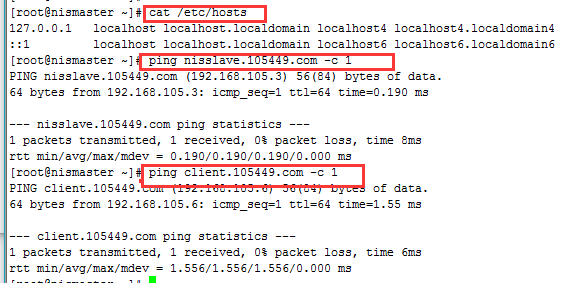 [root@nismaster ~]# cat /etc/hosts
127.0.0.1   localhost localhost.localdomain localhost4 localhost4.localdomain4
::1         localhost localhost.localdomain localhost6 localhost6.localdomain6
[root@nismaster ~]# ping nisslave.105449.com -c 1
PING nisslave.105449.com (192.168.105.3) 56(84) bytes of data.
64 bytes from 192.168.105.3: icmp_seq=1 ttl=64 time=0.190 ms
--- nisslave.105449.com ping statistics ---
1 packets transmitted, 1 received, 0% packet loss, time 8ms
rtt min/avg/max/mdev = 0.190/0.190/0.190/0.000 ms
[root@nismaster ~]# ping client.105449.com -c 1
PING client.105449.com (192.168.105.6) 56(84) bytes of data.
64 bytes from 192.168.105.6: icmp_seq=1 ttl=64 time=1.55 ms
--- client.105449.com ping statistics ---
1 packets transmitted, 1 received, 0% packet loss, time 6ms
rtt min/avg/max/mdev = 1.556/1.556/1.556/0.000 ms
[root@nismaster ~]#